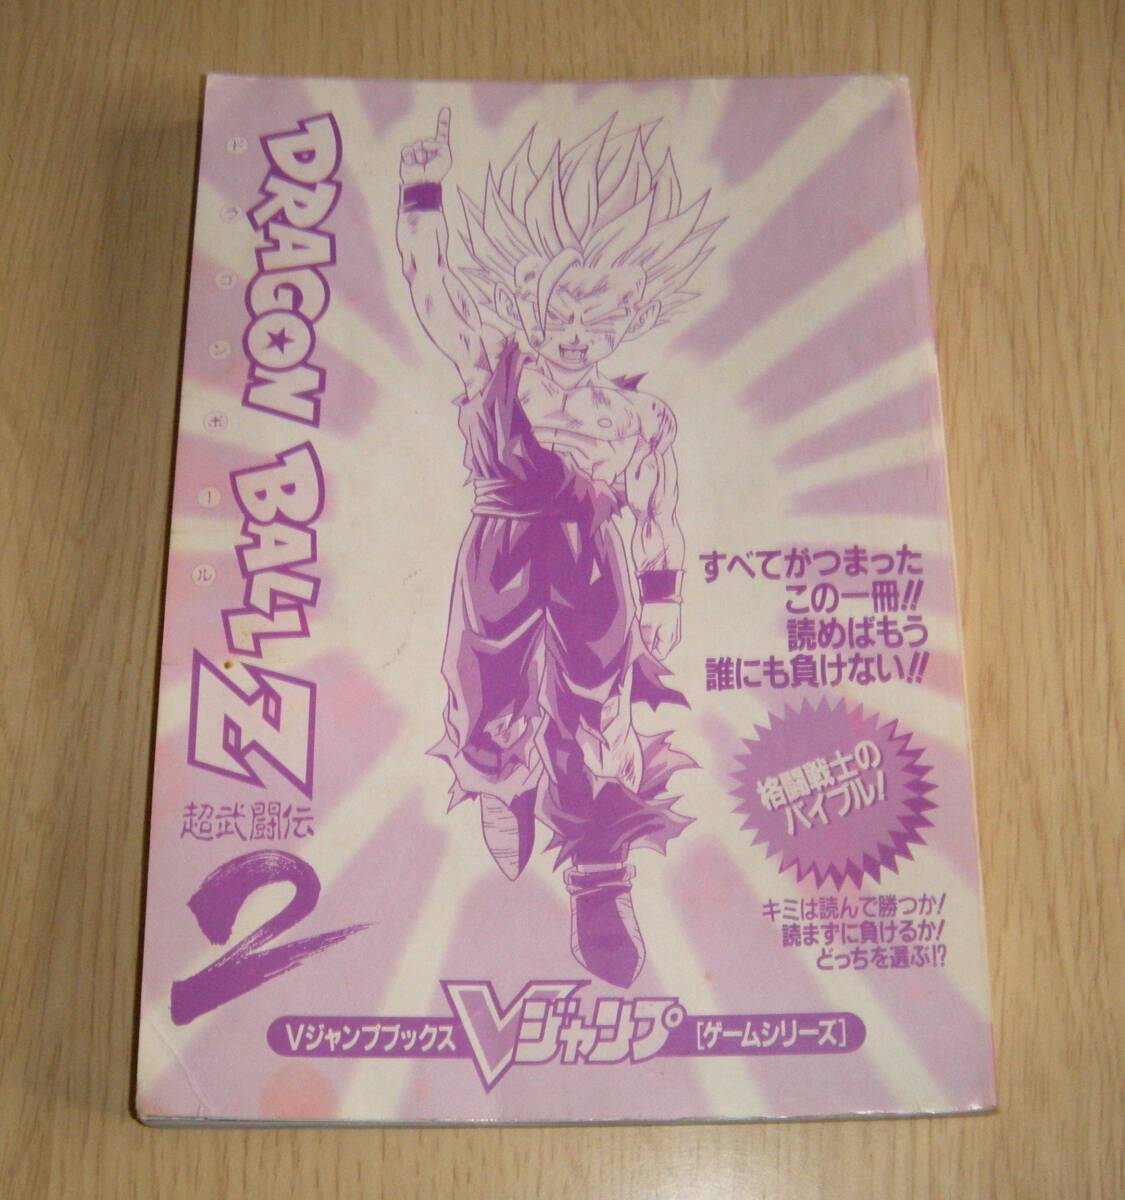 DRAGON BALL Z
ドラゴンボール
超武闘伝
2
すべてがつまった
この一冊!!
読めばもう
誰にも負けない!!
格闘戦士の
バイブル!
キミは読んで勝つか!
読まずに負けるか!
どっちを選ぶ!?
Vジャンプブックス Vジャンプ [ゲームシリーズ]